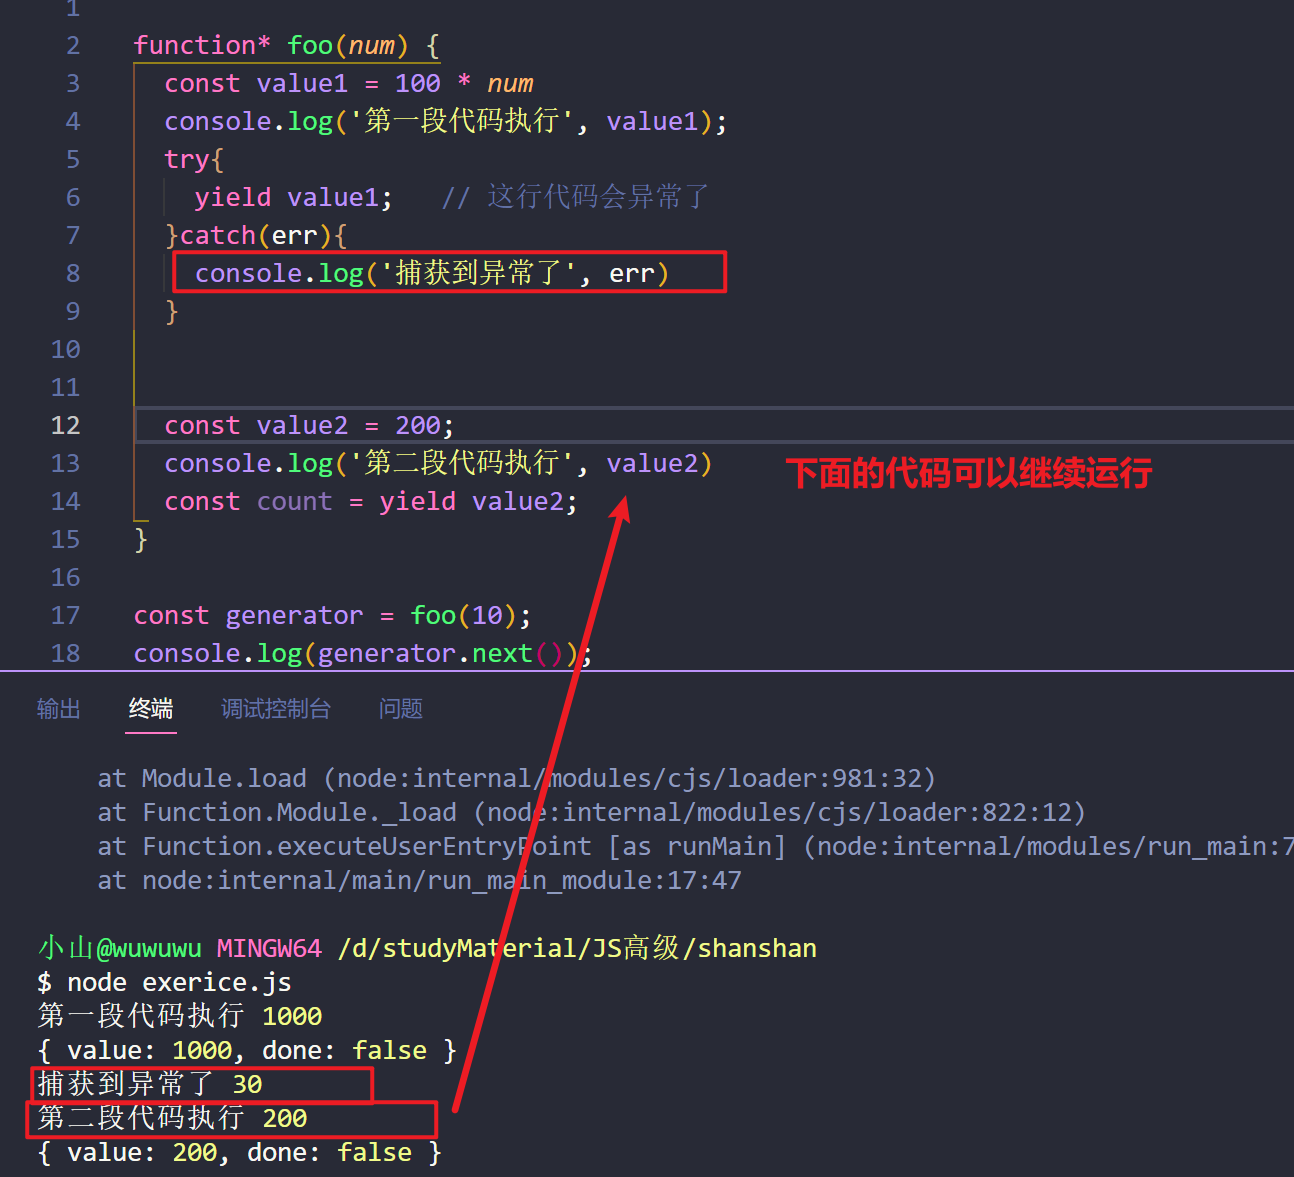 1
2 function* foo(num) {
3 const value1 = 100 * num
4 console.log('第一段代码执行', value1);
5 try{
6 yield value1; // 这行代码会异常了
7 }catch(err){
8 console.log('捕获到异常了', err)
9 }
10
11
12 const value2 = 200;
13 console.log('第二段代码执行', value2) 下面的代码可以继续运行
14 const count = yield value2;
15 }
16
17 const generator = foo(10);
18 console.log(generator.next());
输出 终端 调试控制台 问题
at Module.load (node:internal/modules/cjs/loader:981:32)
at Function.Module._load (node:internal/modules/cjs/loader:822:12)
at Function.executeUserEntryPoint [as runMain] (node:internal/modules/run_main:7
at node:internal/main/run_main_module:17:47
小山@wuwuwu MINGW64 /d/studyMaterial/JS高级/shanshan
$ node exerice.js
第一段代码执行 1000
{ value: 1000, done: false }
捕获到异常了 30
第二段代码执行 200
{ value: 200, done: false }